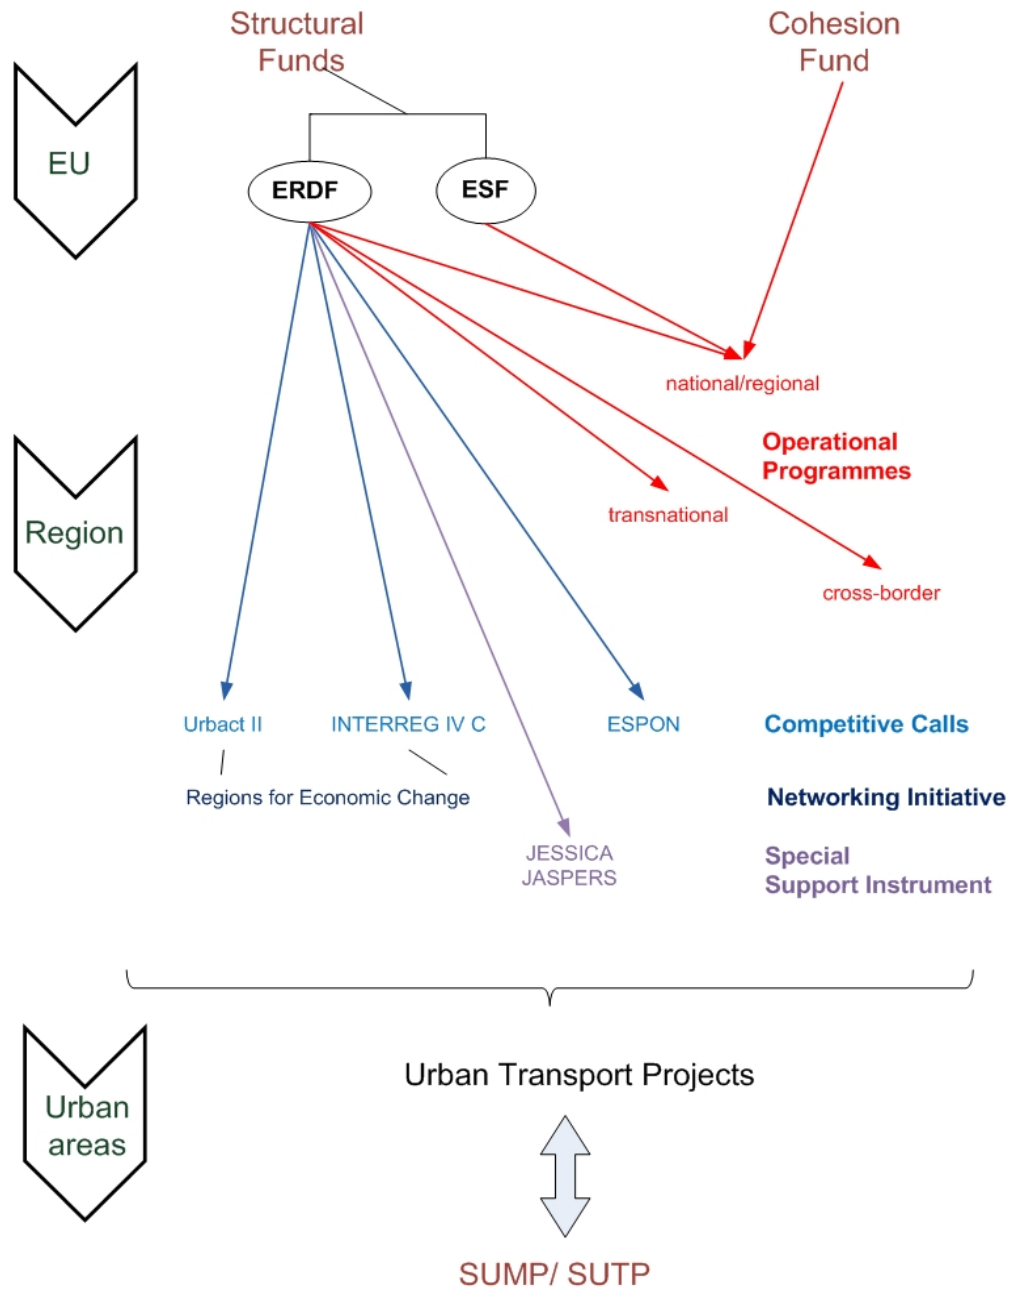 Structural
Funds
Cohesion
Fund
EU
ERDF
ESF
national/regional
Operational
Programmes
Region
transnational
cross-border
Urbact II
INTERREG IV C
ESPON
Competitive Calls
Regions for Economic Change
Networking Initiative
JESSICA
JASPERS
Special
Support Instrument
Urban
areas
Urban Transport Projects
SUMP/ SUTP